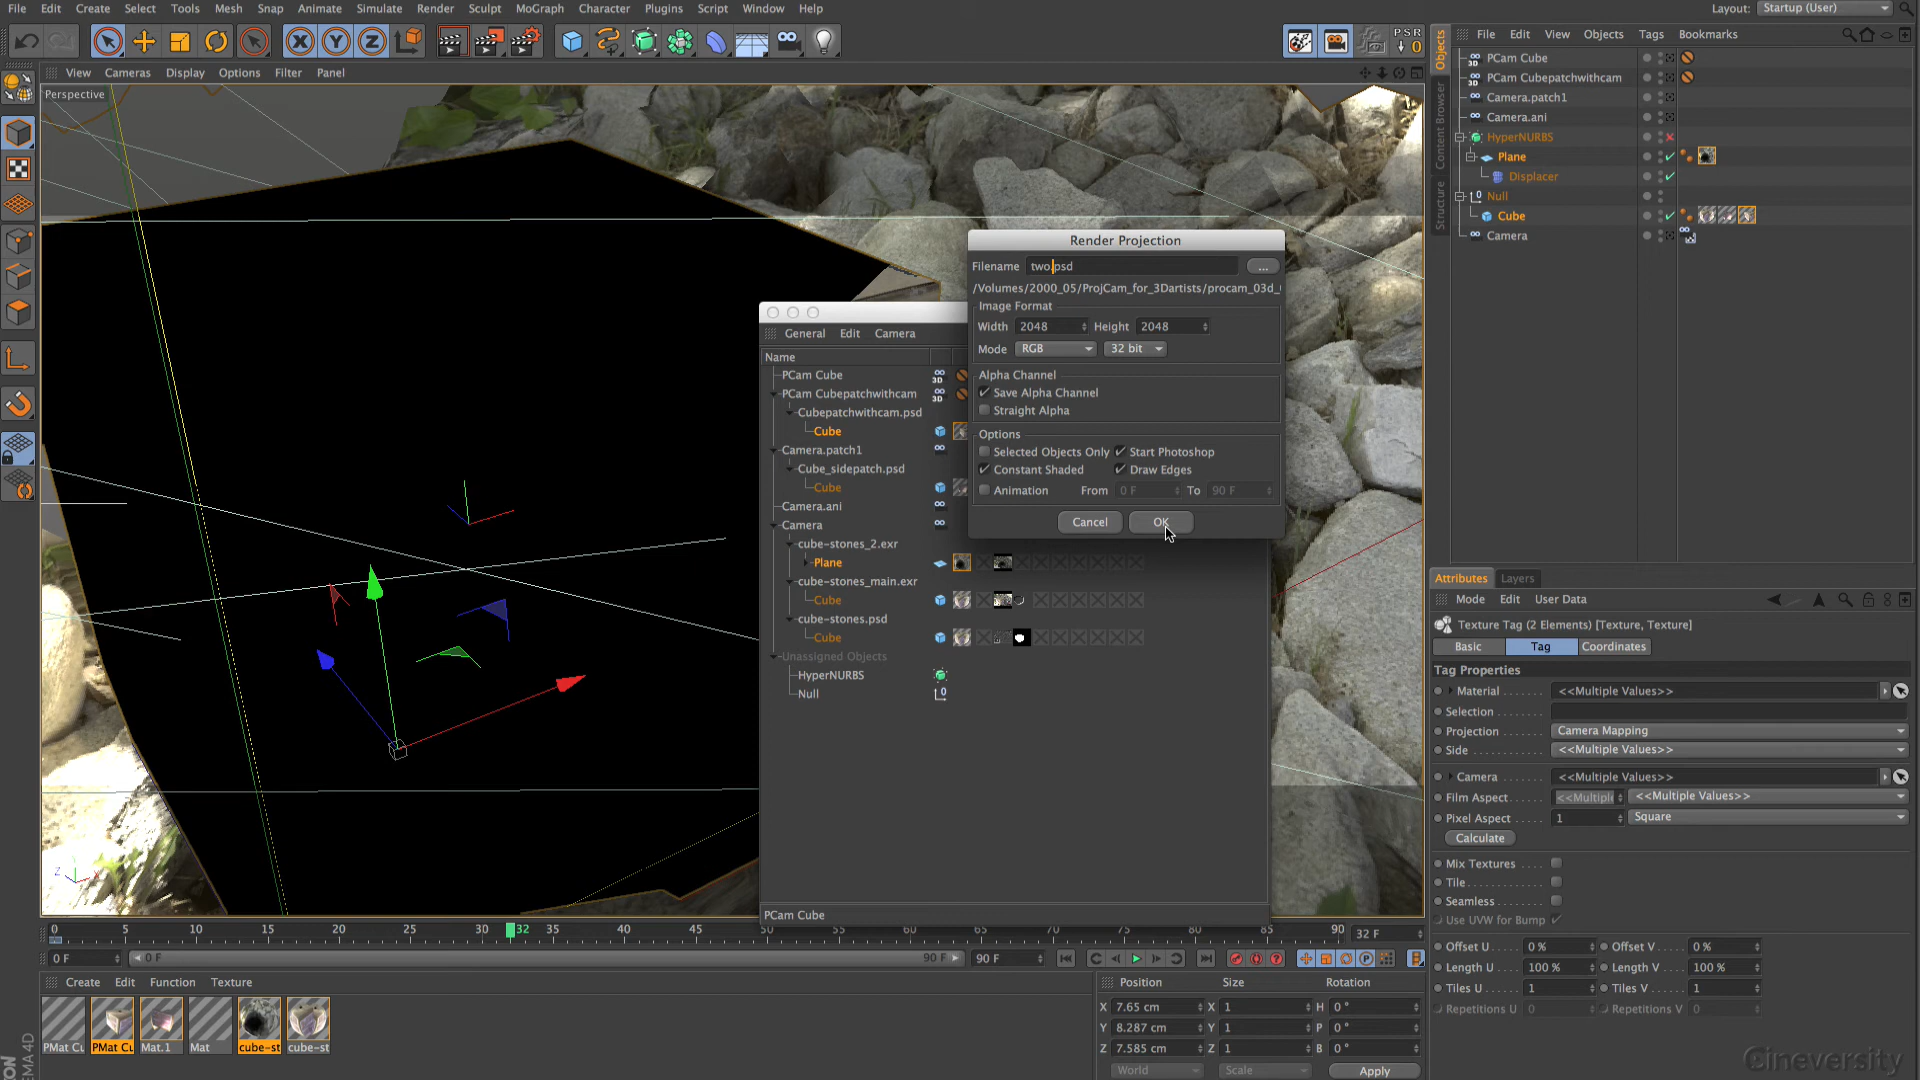 File Edit Create Select Tools Mesh Snap Animate Simulate Render Sculpt MoGraph Character Plugins Script Window Help
Layout: Startup (User)
PSR
0
File Edit View Objects Tags Bookmarks
View Cameras Display Options Filter Panel
Perspective
Objects
Content Browser
Structure
PCam Cube
PCam Cubepatchwithcam
Camera.patch1
Camera.ani
HyperNURBS
Plane
Displacer
Null
Cube
Camera
Render Projection
Filename two.psd ...
/Volumes/2000_05/ProjCam_for_3Dartists/procam_03d_
Image Format
Width 2048 Height 2048
Mode RGB 32 bit
Alpha Channel
Save Alpha Channel
Straight Alpha
Options
Selected Objects Only Start Photoshop
Constant Shaded Draw Edges
Animation From 0 F To 90 F
Cancel OK
General Edit Camera
Name
PCam Cube
PCam Cubepatchwithcam
Cubepatchwithcam.psd
Cube
Camera.patch1
Cube_sidepatch.psd
Cube
Camera.ani
Camera
cube-stones_2.exr
Plane
cube-stones_main.exr
Cube
cube-stones.psd
Cube
Unassigned Objects
HyperNURBS
Null
PCam Cube
Attributes Layers
Mode Edit User Data
Texture Tag (2 Elements) [Texture, Texture]
Basic Tag Coordinates
Tag Properties
Material <<Multiple Values>>
Selection
Projection Camera Mapping
Side <<Multiple Values>>
Camera <<Multiple Values>>
Film Aspect <<Multiple <<Multiple Values>>
Pixel Aspect 1 Square
Calculate
Mix Textures
Tile
Seamless
Use UVW for Bump
Offset U 0 % Offset V 0 %
Length U 100 % Length V 100 %
Tiles U 1 Tiles V 1
Repetitions U 0 Repetitions V 0
Z X
0 5 10 15 20 25 30 32 35 40 45 50 55 60 65 70 75 80 85 90 32 F
0 F 0 F 90 F 90 F
Create Edit Function Texture
PMat Cu PMat Cu Mat.1 Mat cube-st cube-st
Position Size Rotation
X 7.65 cm X 1 H 0 °
Y 8.287 cm Y 1 P 0 °
Z 7.585 cm Z 1 B 0 °
World Scale Apply
Cineversity